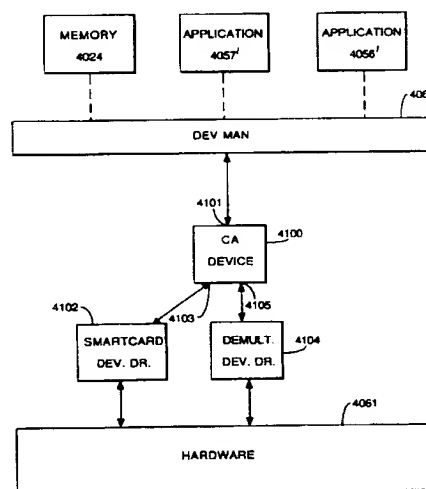 MEMORY
4024
APPLICATION
4057'
APPLICATION
4056'
DEV MAN
4101
CA
DEVICE
4100
4102
4103
4105
SMARTCARD
DEV. DR.
DEMULT.
DEV. DR.
4104
4061
HARDWARE